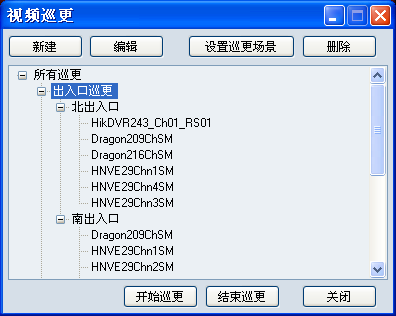 视频巡更
新建 编辑 设置巡更场景 删除
所有巡更
出入口巡更
北出入口
HikDVR243_Ch01_RS01
Dragon209ChSM
Dragon216ChSM
HNVE29Chn1SM
HNVE29Chn4SM
HNVE29Chn3SM
南出入口
Dragon209ChSM
HNVE29Chn1SM
HNVE29Chn2SM
开始巡更 结束巡更 关闭